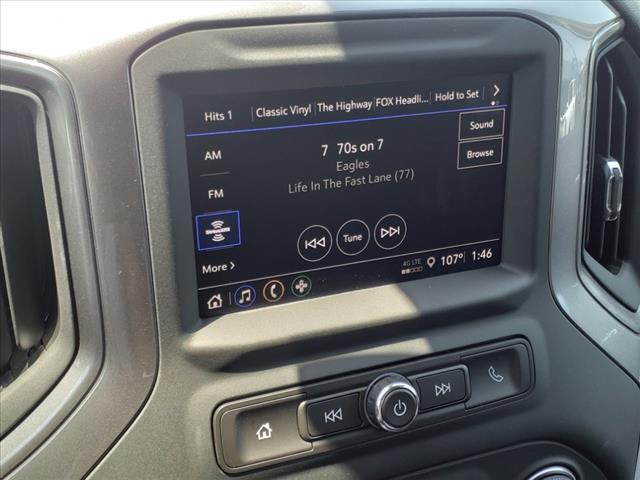 Hits 1 Classic Vinyl The Highway FOX Headli... Hold to Set
AM
7 70s on 7
Sound
Eagles
Browse
FM
Life In The Fast Lane (77)
SIRIUSXM
Tune
More
4G LTE
107° 1:46